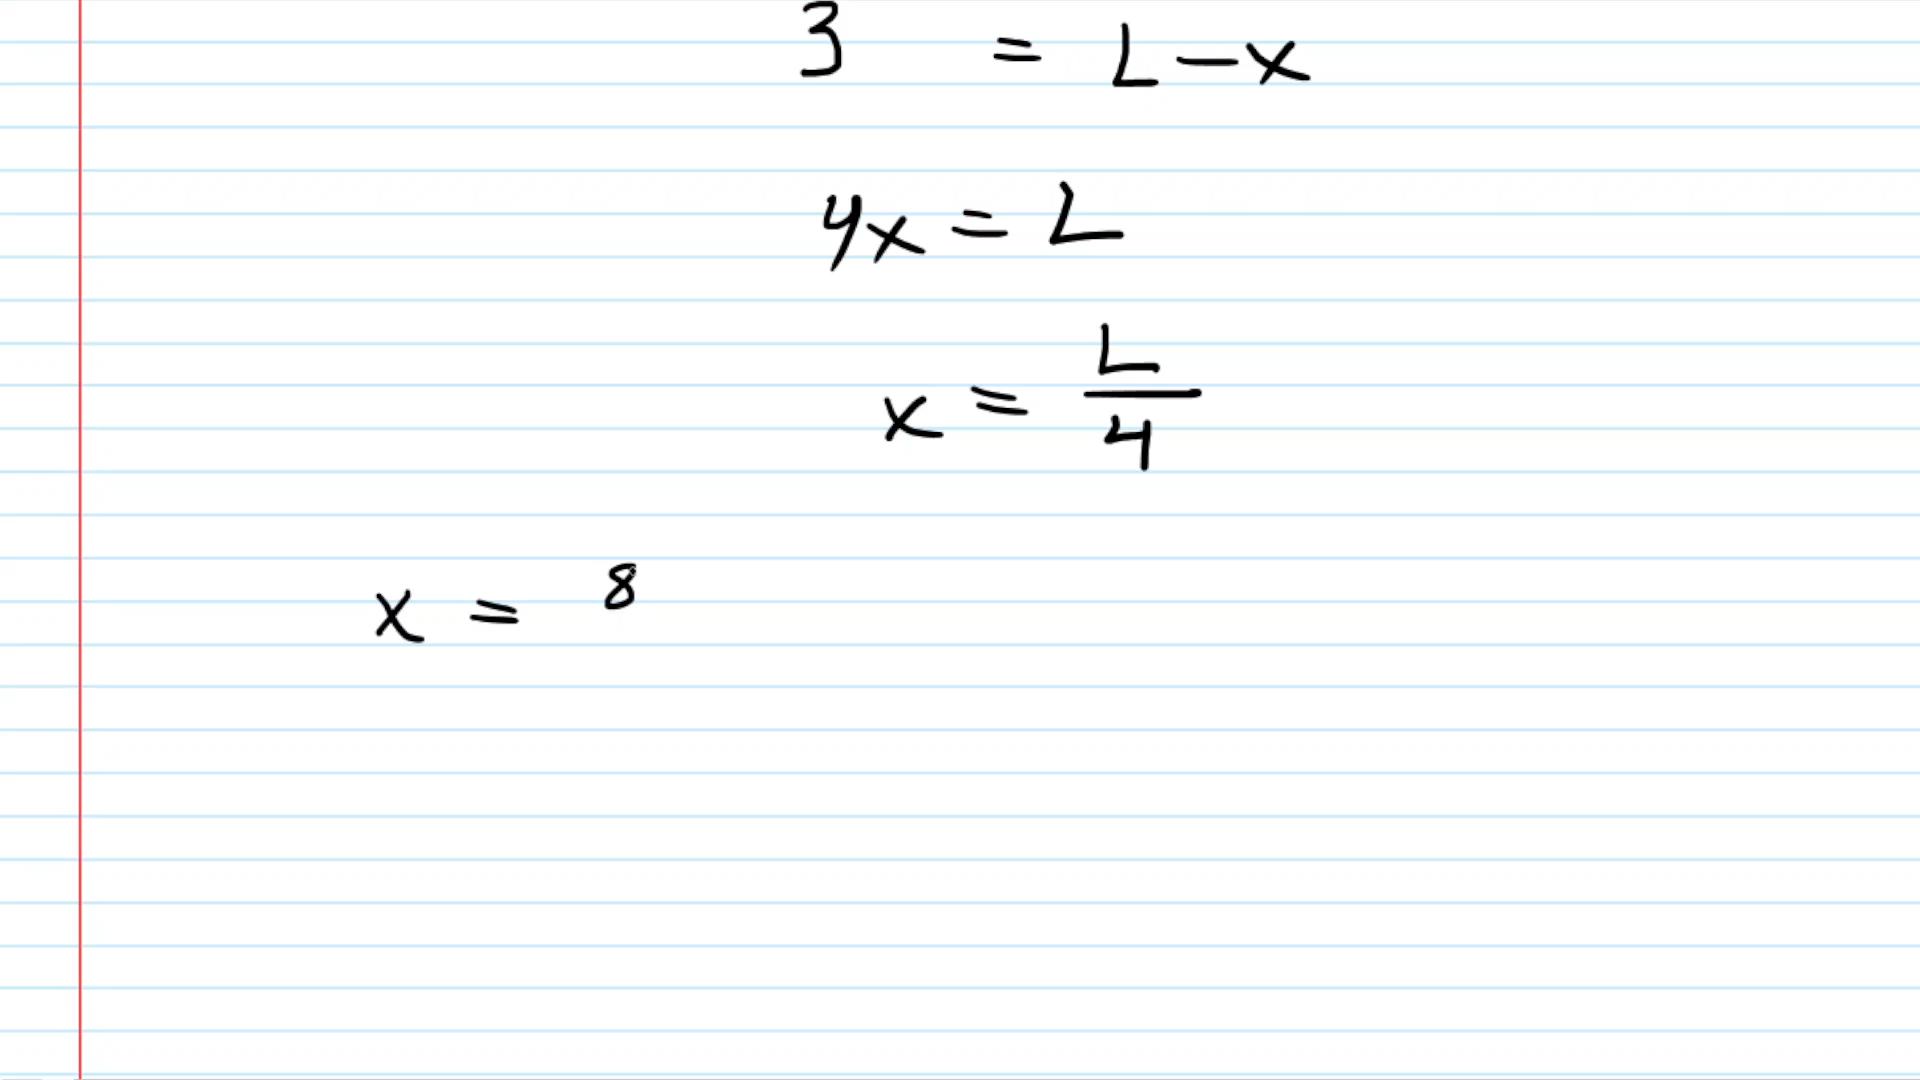 3 = L - x
4x = L
x = L/4
x = 8